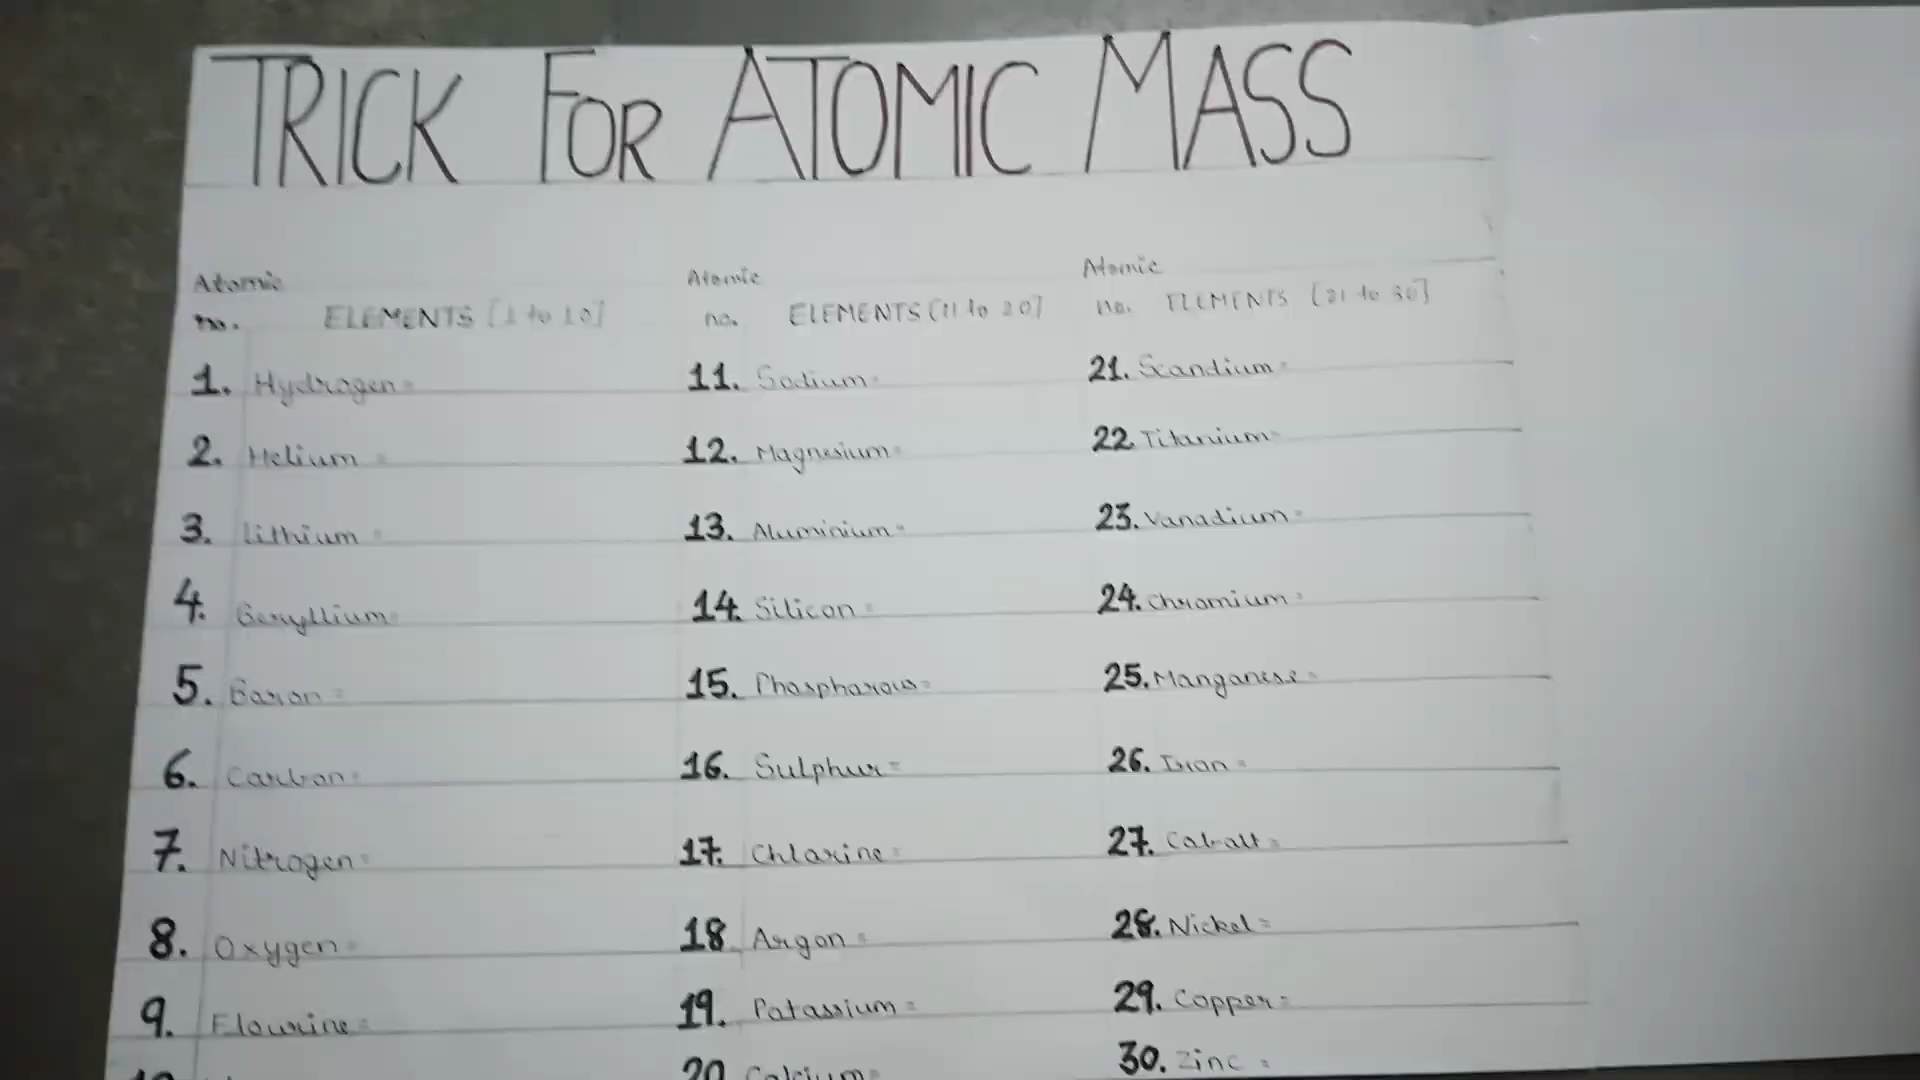 TRICK FOR ATOMIC MASS
Atomic no. ELEMENTS [1 to 10]
1. Hydrogen =
2. Helium =
3. Lithium =
4. Beryllium =
5. Boron =
6. Carbon =
7. Nitrogen =
8. Oxygen =
9. Flourine =
10.
Atomic no. ELEMENTS [11 to 20]
11. Sodium =
12. Magnesium =
13. Aluminium =
14. Silicon =
15. Phosphorous =
16. Sulphur =
17. Chlorine =
18. Argon =
19. Potassium =
20. Calcium =
Atomic no. ELEMENTS [21 to 30]
21. Scandium =
22. Titanium =
23. Vanadium =
24. Chromium =
25. Manganese =
26. Iron =
27. Cobalt =
28. Nickel =
29. Copper =
30. Zinc =